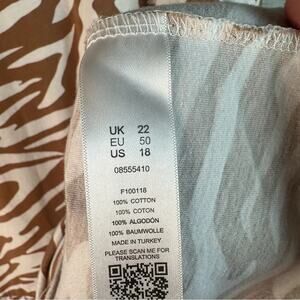 UK 22
EU 50
US 18
08555410
F100118
100% COTTON
100% COTON
100% ALGODÓN
100% BAUMWOLLE
MADE IN TURKEY
PLEASE SCAN ME FOR
TRANSLATIONS